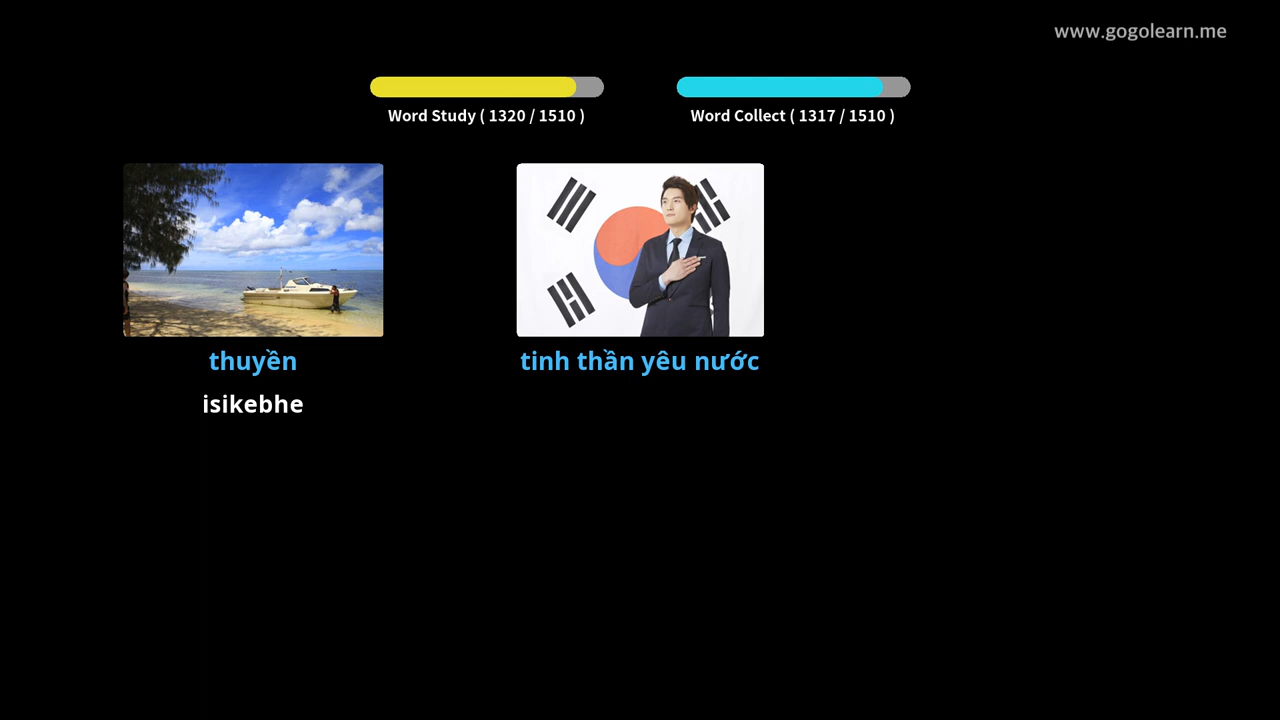 www.gogolearn.me
Word Study ( 1320 / 1510 )
Word Collect ( 1317 / 1510 )
thuyền
tinh thần yêu nước
isikebhe